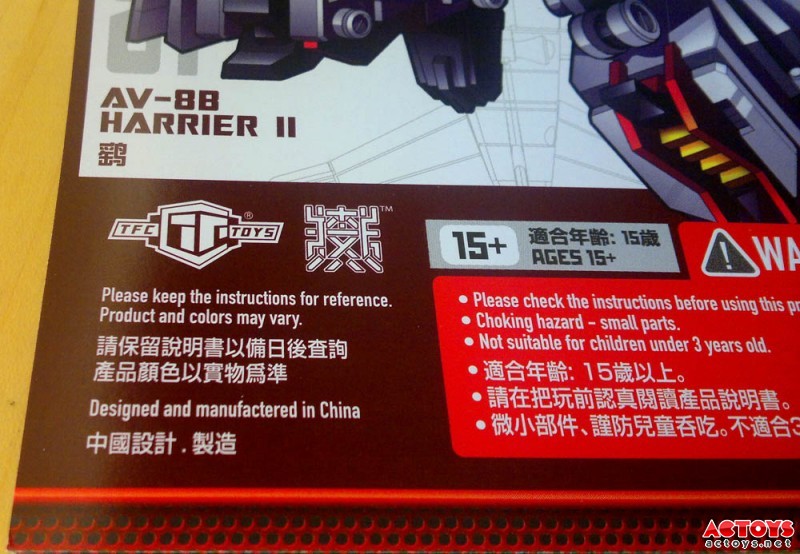 01
AV-8B
HARRIER II
鹞
TFC TOYS ®
TM
15+
適合年齡: 15歲
AGES 15+
WA
Please keep the instructions for reference.
Product and colors may vary.
請保留說明書以備日後查詢
產品顏色以實物爲準
Designed and manufactered in China
中國設計 . 製造
• Please check the instructions before using this pr
• Choking hazard – small parts.
• Not suitable for children under 3 years old.
• 適合年齡: 15歲以上。
• 請在把玩前認真閱讀產品說明書。
• 微小部件、謹防兒童吞吃。不適合3
ACTOYS
actoys.net